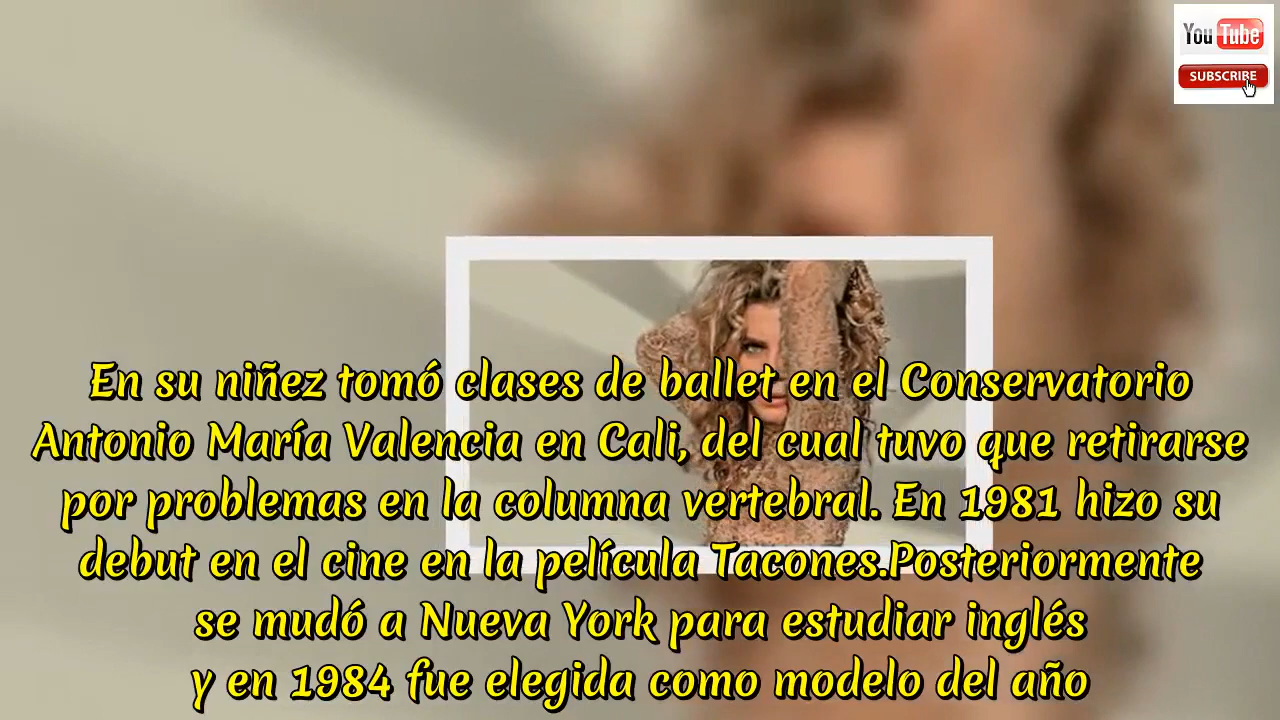 You Tube
SUBSCRIBE
En su niñez tomó clases de ballet en el Conservatorio
Antonio María Valencia en Cali, del cual tuvo que retirarse
por problemas en la columna vertebral. En 1981 hizo su
debut en el cine en la película Tacones.Posteriormente
se mudó a Nueva York para estudiar inglés
y en 1984 fue elegida como modelo del año